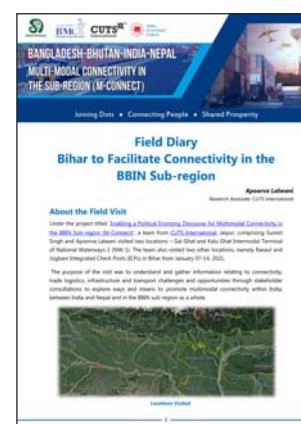 BMC CUTS
BANGLADESH-BHUTAN-INDIA-NEPAL
MULTI-MODAL CONNECTIVITY IN
THE SUB-REGION (M-CONNECT)
Joining Dots • Connecting People • Shared Prosperity
Field Diary
Bihar to Facilitate Connectivity in the
BBIN Sub-region
Apoorva Lalwani
Research Associate, CUTS International
About the Field Visit
Under the project titled 'Enabling a Political Economy Discourse for Multimodal Connectivity in
the BBIN Sub-region (M-Connect)', a team from CUTS International, Jaipur, comprising Suresh
Singh and Apoorva Lalwani visited two locations – Gai Ghat and Kalu Ghat Intermodal Terminal
of National Waterways-1 (NW-1). The team also visited two other locations, namely Raxaul and
Jogbani Integrated Check Posts (ICPs) in Bihar from January 07-14, 2021.
The purpose of the visit was to understand and gather information relating to connectivity,
trade logistics, infrastructure and transport challenges and opportunities through stakeholder
consultations to explore ways and means to promote multimodal connectivity within India,
between India and Nepal and in the BBIN sub-region as a whole.
Locations Visited
1